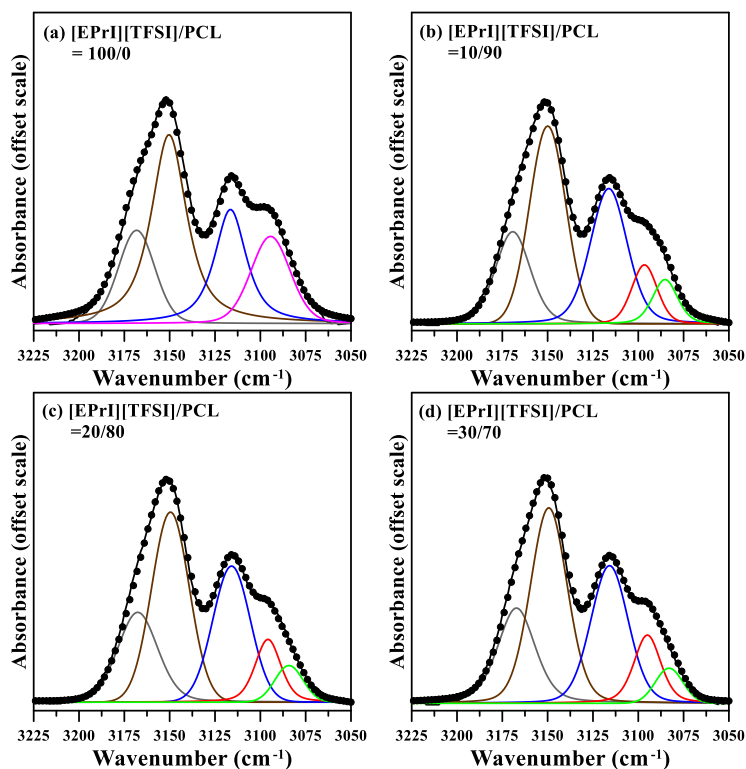 (a) [EPrI][TFSI]/PCL
= 100/0
Absorbance (offset scale)
3225 3200 3175 3150 3125 3100 3075 3050
Wavenumber (cm⁻¹)
(b) [EPrI][TFSI]/PCL
=10/90
Absorbance (offset scale)
3225 3200 3175 3150 3125 3100 3075 3050
Wavenumber (cm⁻¹)
(c) [EPrI][TFSI]/PCL
=20/80
Absorbance (offset scale)
3225 3200 3175 3150 3125 3100 3075 3050
Wavenumber (cm⁻¹)
(d) [EPrI][TFSI]/PCL
=30/70
Absorbance (offset scale)
3225 3200 3175 3150 3125 3100 3075 3050
Wavenumber (cm⁻¹)